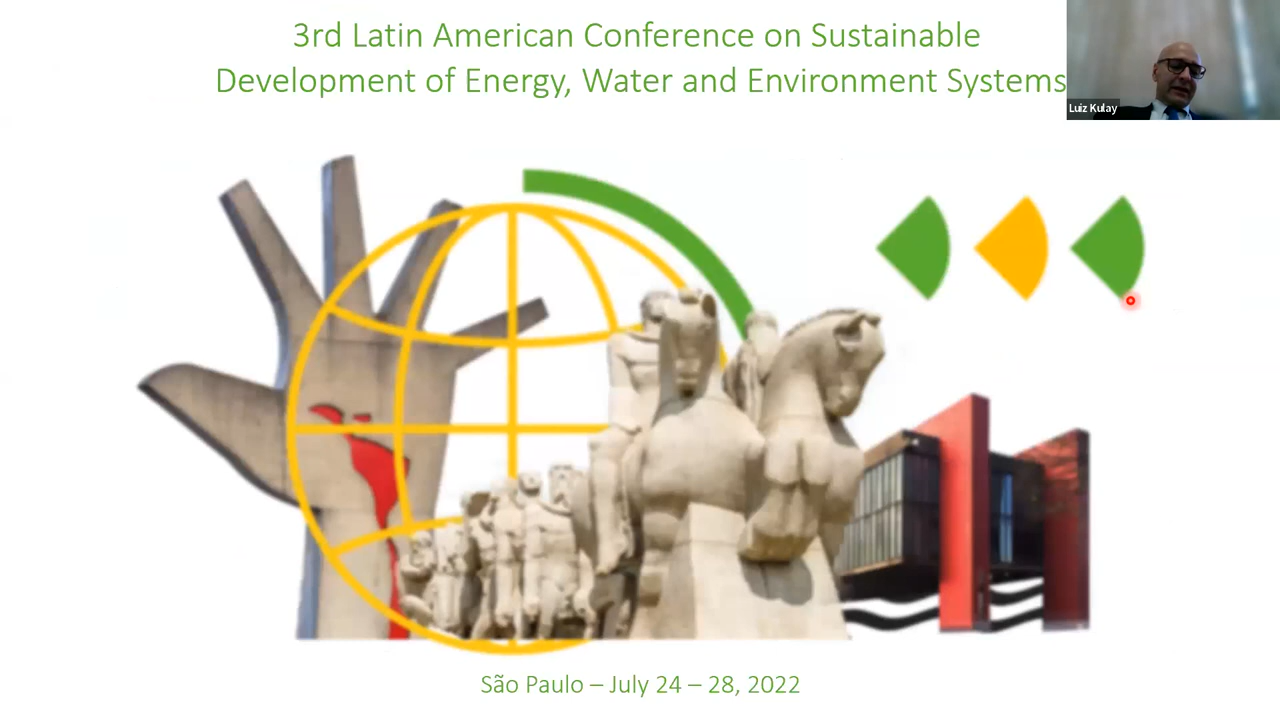 3rd Latin American Conference on Sustainable
Development of Energy, Water and Environment Systems
Luiz Kulay
São Paulo – July 24 – 28, 2022